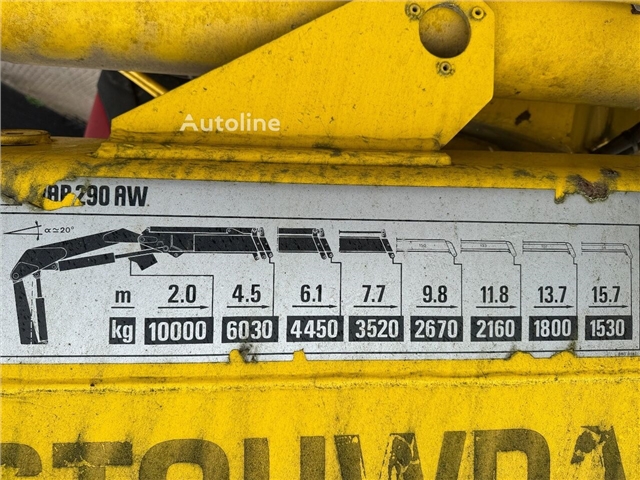 Autoline
290 AW
α≃20°
m 2.0 4.5 6.1 7.7 9.8 11.8 13.7 15.7
kg 10000 6030 4450 3520 2670 2160 1800 1530